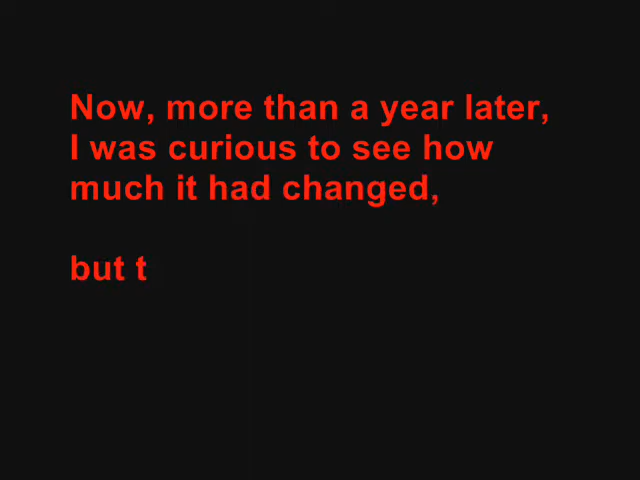 Now, more than a year later,
I was curious to see how
much it had changed,
but t